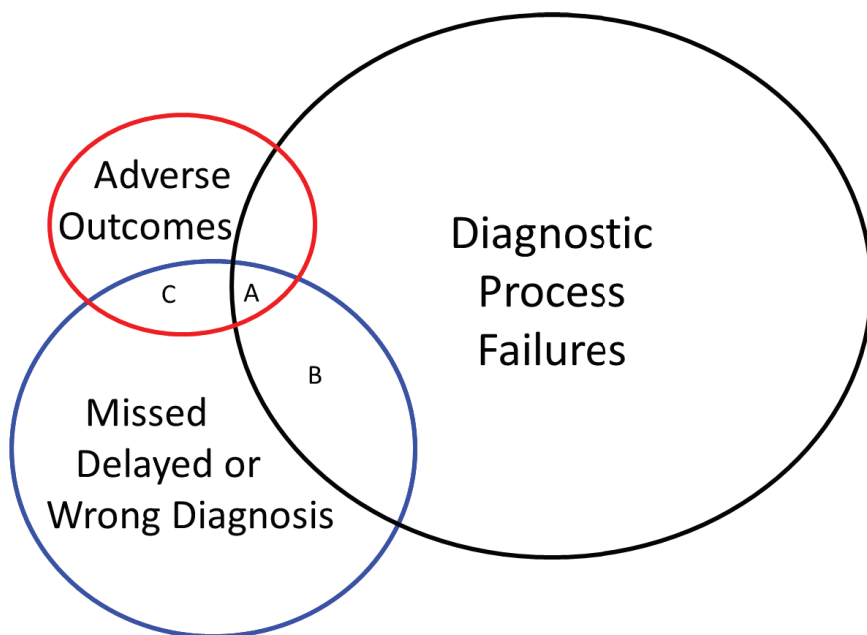 Adverse
Outcomes
C
A
B
Diagnostic
Process
Failures
Missed
Delayed or
Wrong Diagnosis